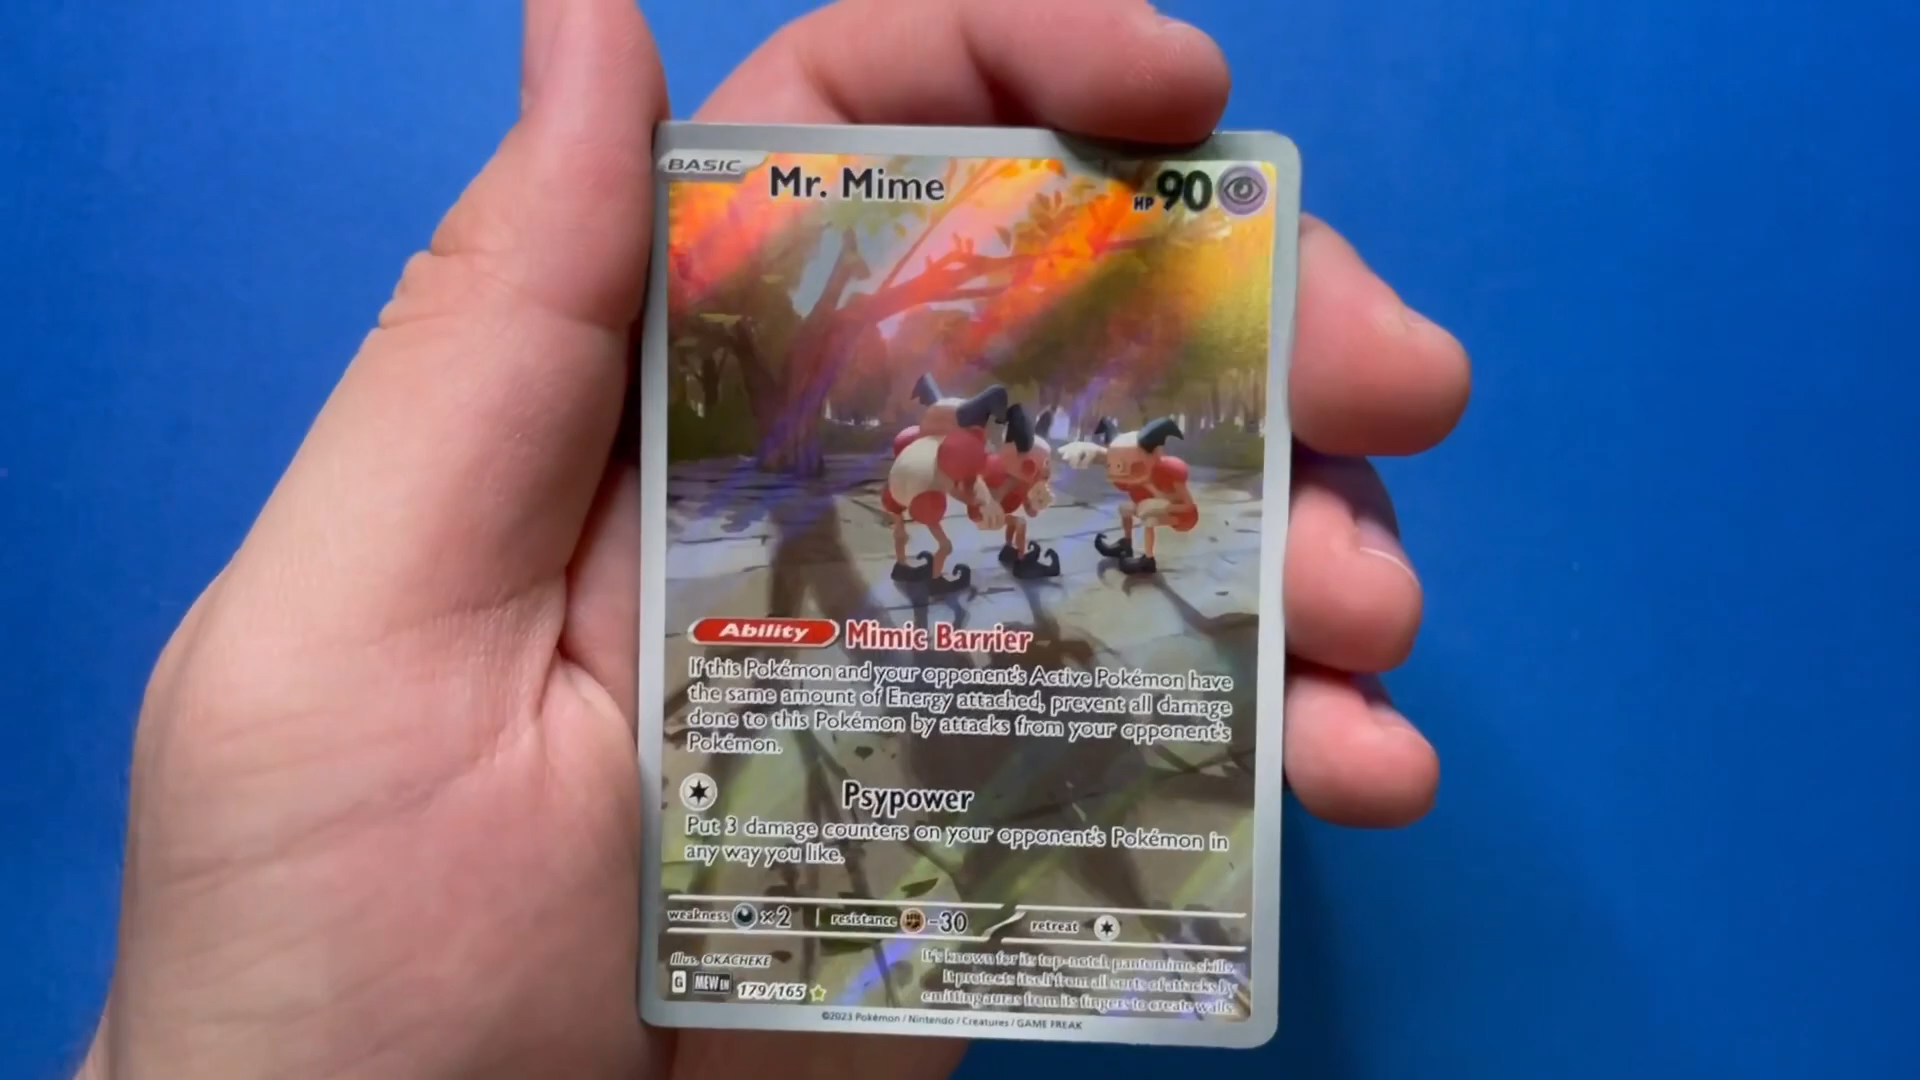 BASIC Mr. Mime HP 90
Ability Mimic Barrier
If this Pokémon and your opponent's Active Pokémon have
the same amount of Energy attached, prevent all damage
done to this Pokémon by attacks from your opponent's
Pokémon.
Psypower
Put 3 damage counters on your opponent's Pokémon in
any way you like.
weakness ×2 resistance -30 retreat
Illus. OKACHEKE
It's known for its top-notch pantomime skills.
It protects itself from all sorts of attacks by
emitting auras from its fingers to create walls.
G MEW EN 179/165
©2023 Pokémon / Nintendo / Creatures / GAME FREAK